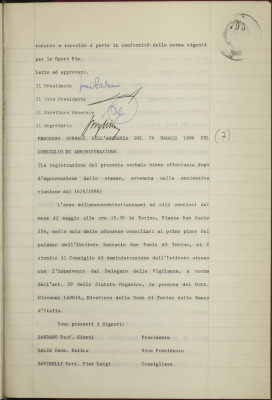 redatto e raccolto a parte in conformità delle norme vigenti
per le Opere Pie.
Letto ed approvato.
Il Presidente
Il Vice Presidente
Il Direttore Generale
Il Segretario
PROCESSO VERBALE DELL'ADUNANZA DEL 26 MAGGIO 1986 DEL
(7)
CONSIGLIO DI AMMINISTRAZIONE
(La registrazione del presente verbale viene effettuata dopo
l'approvazione dello stesso, avvenuta nella successiva
riunione del 16/6/1986)
L'anno millenovecentottantasei ed alli ventisei del
mese di maggio alle ore 15,30 in Torino, Piazza San Carlo
156, nella sala delle adunanze consiliari al primo piano del
palazzo dell'Istituto Bancario San Paolo di Torino, si è
riunito il Consiglio di Amministrazione dell'Istituto stesso
con l'intervento del Delegato della Vigilanza, a norma
dell'art. 29 dello Statuto Organico, in persona del Dott.
Giovanni Direttore della Sede di Torino della Banca
d'Italia.
Sono presenti i Signori:
ZANDANO Prof. Gianni Presidente
SALZA Geom. Enrico Vice Presidente
Dott. Pier Luigi Consigliere